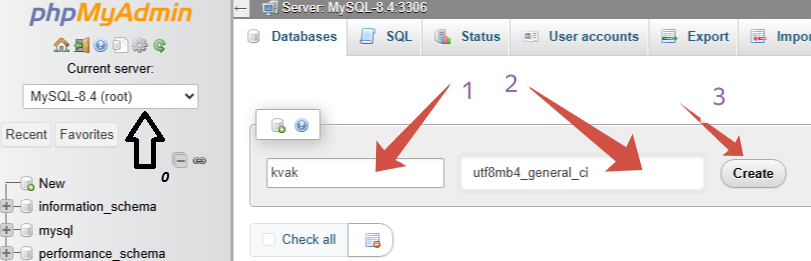 phpMyAdmin
Current server:
MySQL-8.4 (root)
Recent Favorites
0
New
information_schema
mysql
performance_schema
Server: MySQL-8.4:3306
Databases SQL Status User accounts Export Impor
1 2 3
kvak utf8mb4_general_ci Create
Check all